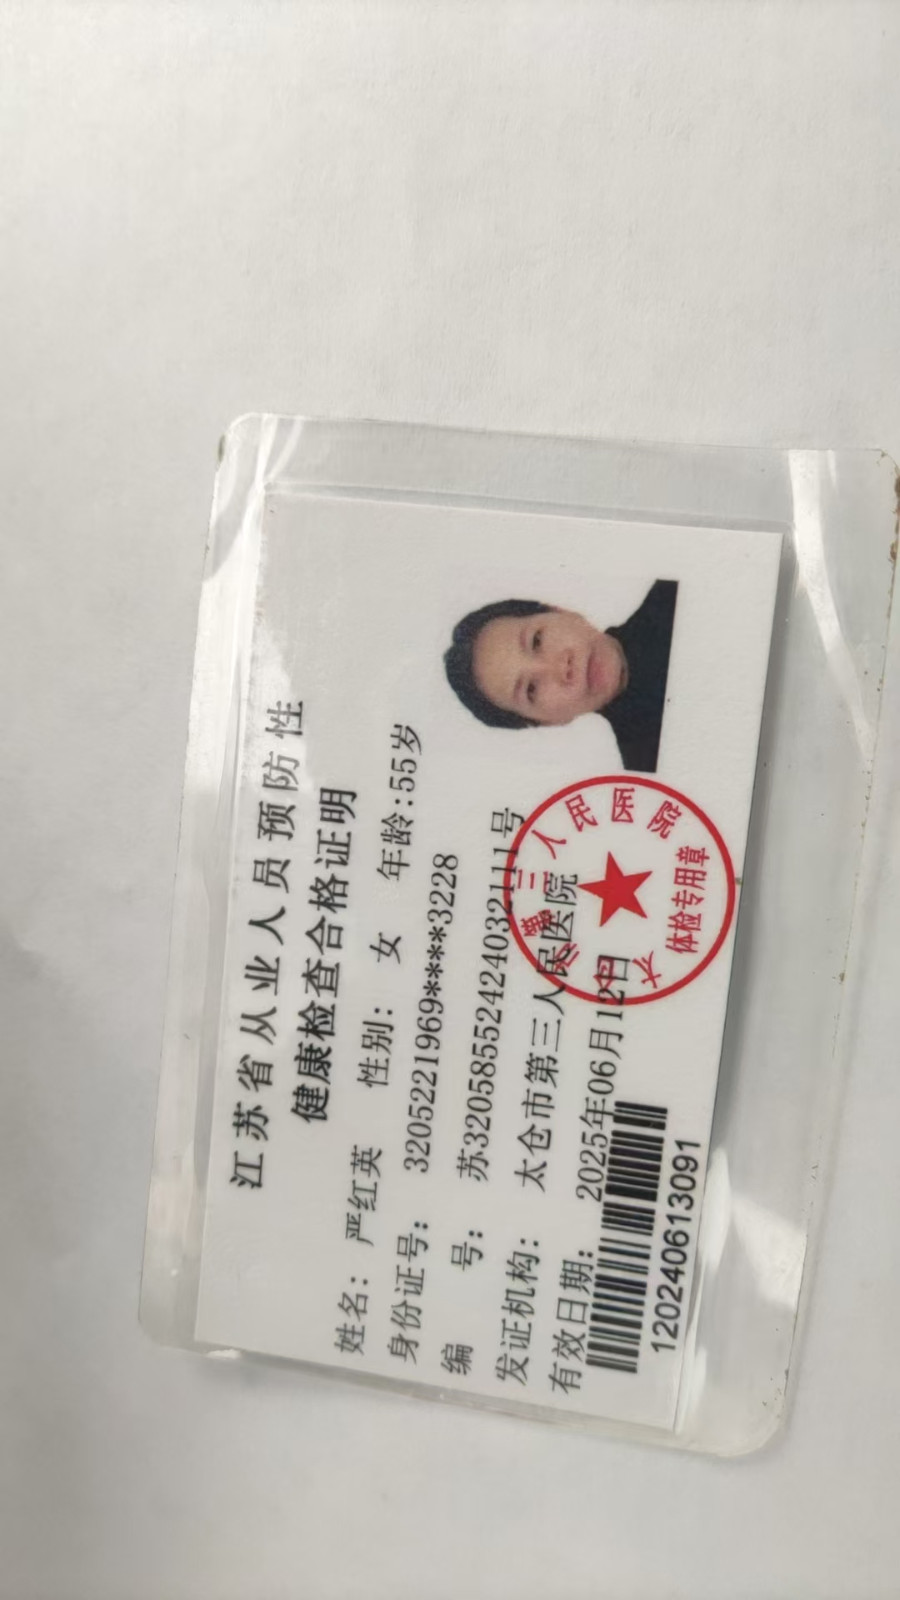 江苏省从业人员预防性
健康检查合格证明
姓名：严红英 性别：女 年龄:55岁
身份证号：3205221969****3228
编号：苏32058552424032111号
发证机构：太仓市第三人民医院
有效日期：2025年06月12日
120240613091
太仓市第三人民医院
体检专用章